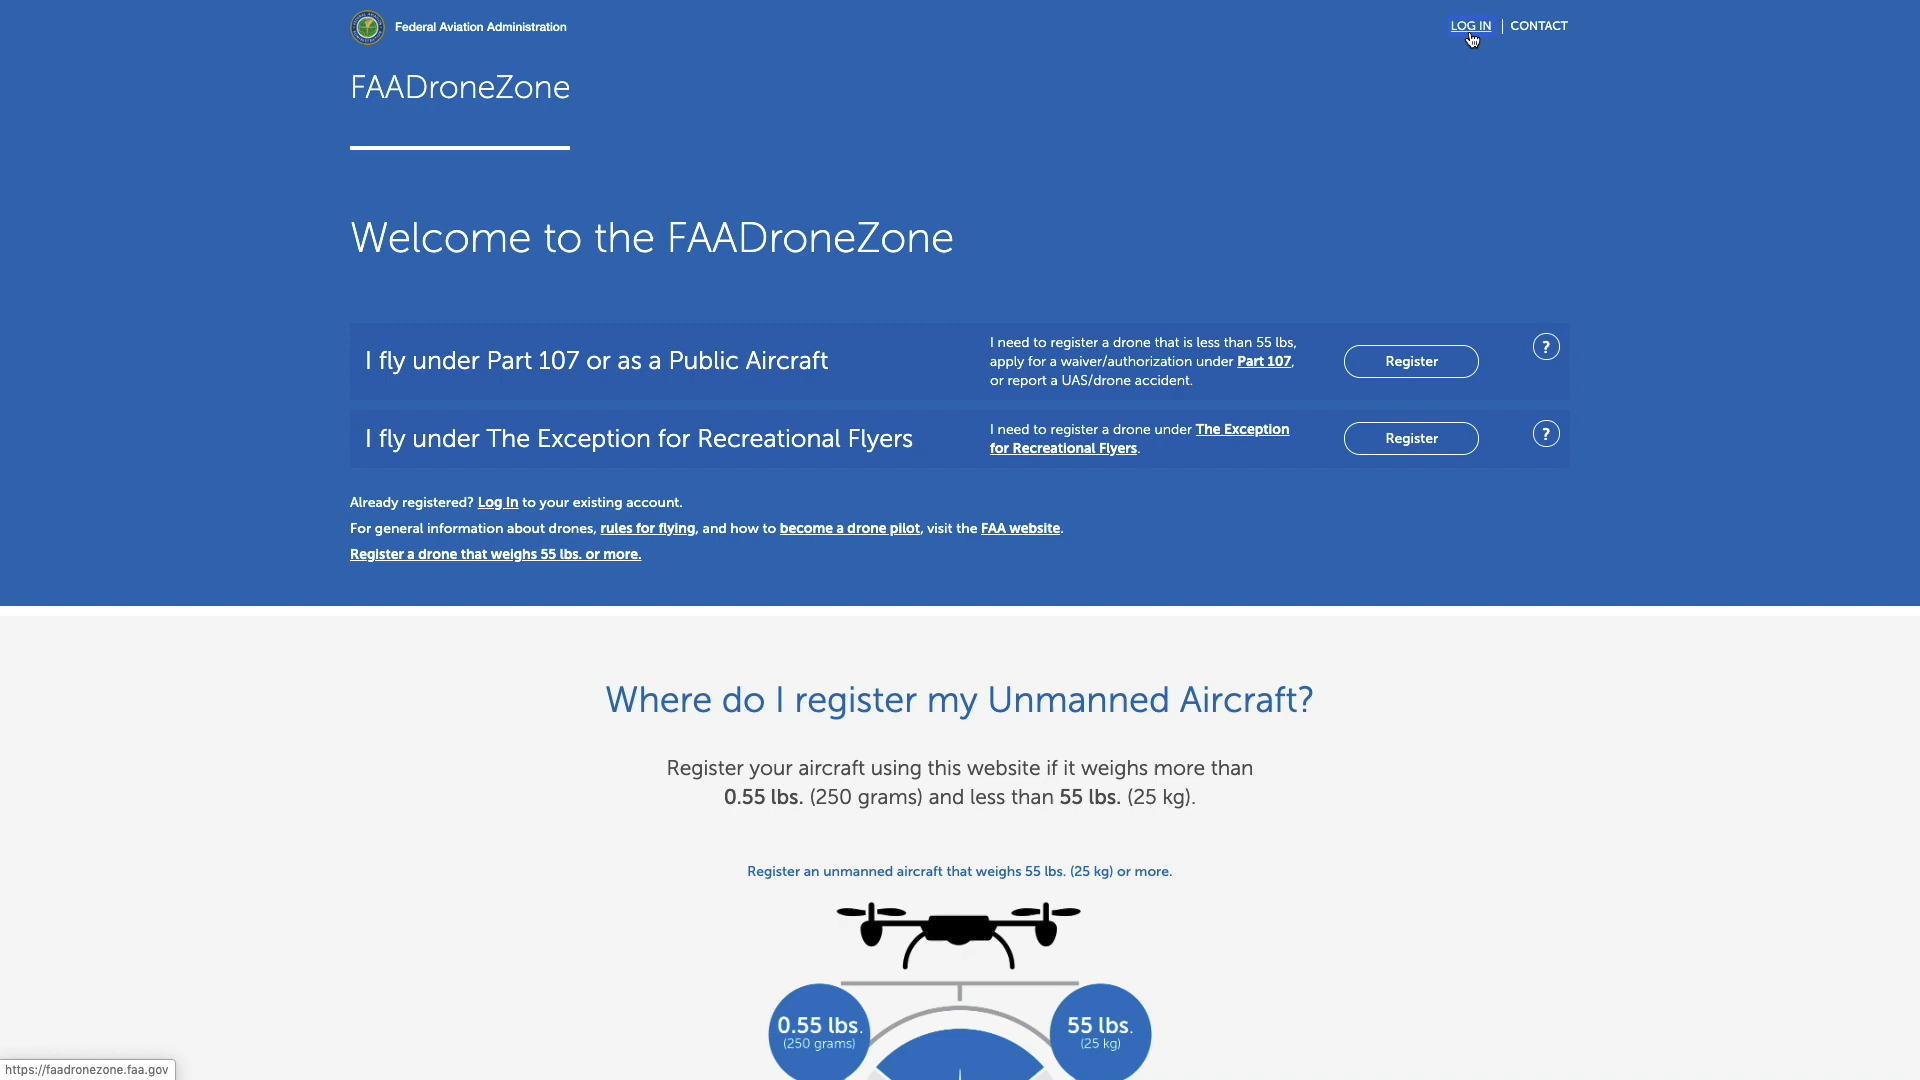 Federal Aviation Administration
LOG IN | CONTACT
FAADroneZone
Welcome to the FAADroneZone
I fly under Part 107 or as a Public Aircraft
I need to register a drone that is less than 55 lbs,
apply for a waiver/authorization under Part 107,
or report a UAS/drone accident.
Register
?
I fly under The Exception for Recreational Flyers
I need to register a drone under The Exception
for Recreational Flyers.
Register
?
Already registered? Log In to your existing account.
For general information about drones, rules for flying, and how to become a drone pilot, visit the FAA website.
Register a drone that weighs 55 lbs. or more.
Where do I register my Unmanned Aircraft?
Register your aircraft using this website if it weighs more than
0.55 lbs. (250 grams) and less than 55 lbs. (25 kg).
Register an unmanned aircraft that weighs 55 lbs. (25 kg) or more.
0.55 lbs.
(250 grams)
55 lbs.
(25 kg)
https://faadronezone.faa.gov